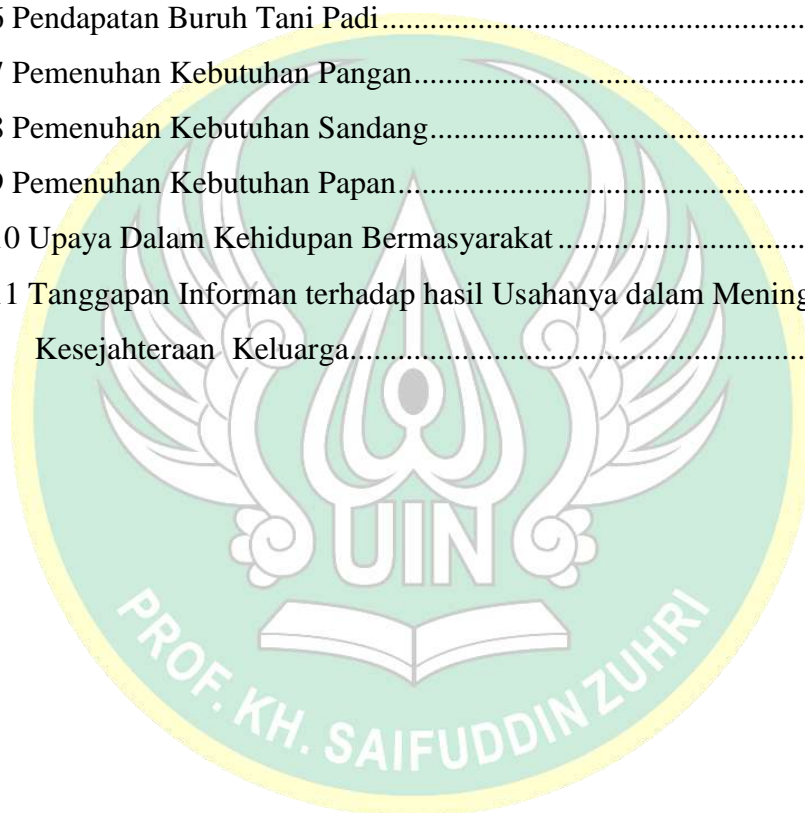 6 Pendapatan Buruh Tani Padi........................................................
7 Pemenuhan Kebutuhan Pangan....................................................
8 Pemenuhan Kebutuhan Sandang..................................................
9 Pemenuhan Kebutuhan Papan......................................................
10 Upaya Dalam Kehidupan Bermasyarakat..................................
11 Tanggapan Informan terhadap hasil Usahanya dalam Mening
Kesejahteraan Keluarga............................................................
UIN
PROF. KH. SAIFUDDIN ZUHRI